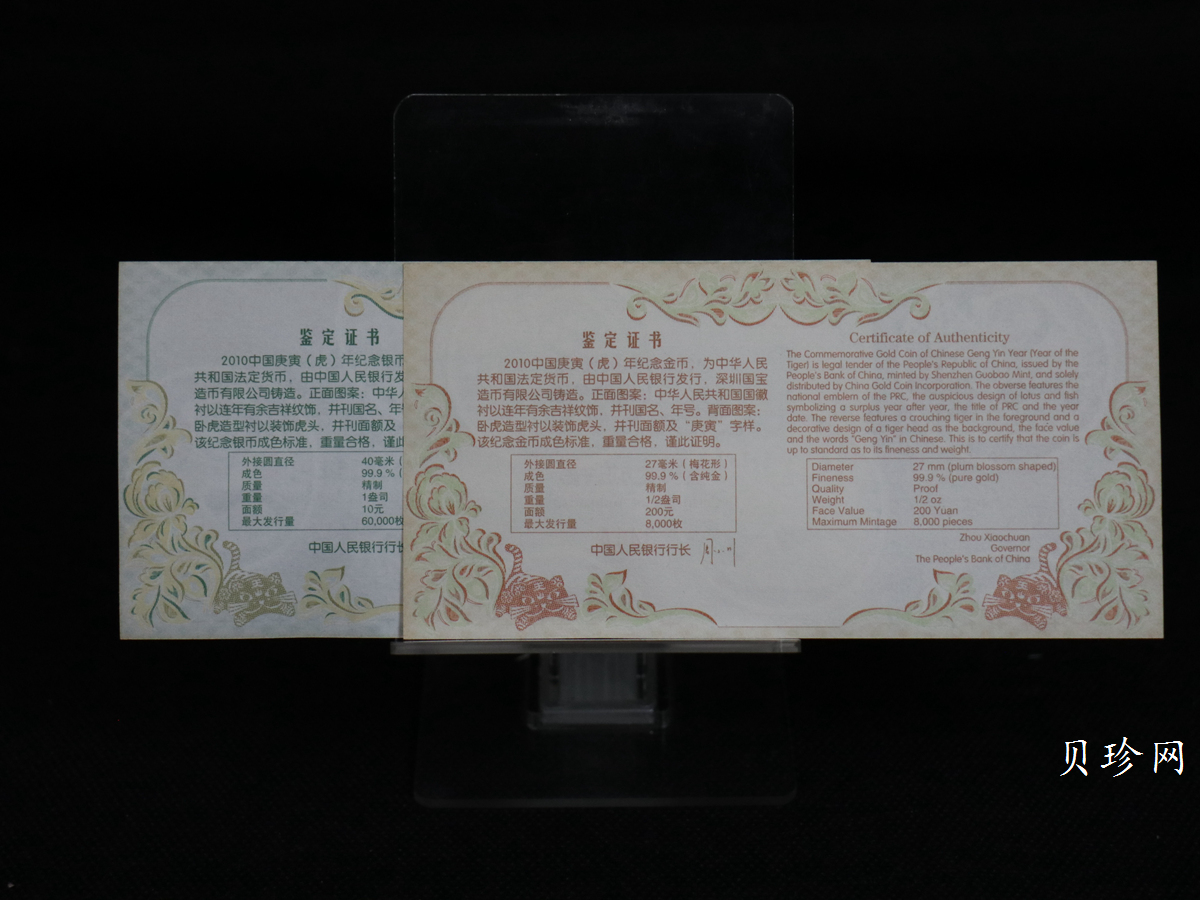 鉴定证书
2010中国庚寅（虎）年纪念银币
共和国法定货币，由中国人民银行发
造币有限公司铸造。正面图案：中华人
衬以连年有余吉祥纹饰，并刊国名、年
卧虎造型衬以装饰虎头，并刊面额及
该纪念银币成色标准，重量合格，谨此
外接圆直径 40毫米（
成色 99.9 %（
质量 精制
重量 1盎司
面额 10元
最大发行量 60,000枚
中国人民银行行长
鉴定证书
2010中国庚寅（虎）年纪念金币，为中华人民
共和国法定货币，由中国人民银行发行，深圳国宝
造币有限公司铸造。正面图案：中华人民共和国国徽
衬以连年有余吉祥纹饰，并刊国名、年号。背面图案：
卧虎造型衬以装饰虎头，并刊面额及“庚寅”字样。
该纪念金币成色标准，重量合格，谨此证明。
外接圆直径 27毫米（梅花形）
成色 99.9 %（含纯金）
质量 精制
重量 1/2盎司
面额 200元
最大发行量 8,000枚
中国人民银行行长
Certificate of Authenticity
The Commemorative Gold Coin of Chinese Geng Yin Year (Year of the
Tiger) is legal tender of the People's Republic of China, issued by the
People's Bank of China, minted by Shenzhen Guobao Mint, and solely
distributed by China Gold Coin Incorporation. The obverse features the
national emblem of the PRC, the auspicious design of lotus and fish
symbolizing a surplus year after year, the title of PRC and the year
date. The reverse features a crouching tiger in the foreground and a
decorative design of a tiger head as the background, the face value
and the words "Geng Yin" in Chinese. This is to certify that the coin is
up to standard as to its fineness and weight.
Diameter 27 mm (plum blossom shaped)
Fineness 99.9 % (pure gold)
Quality Proof
Weight 1/2 oz
Face Value 200 Yuan
Maximum Mintage 8,000 pieces
Zhou Xiaochuan
Governor
The People's Bank of China
贝珍网